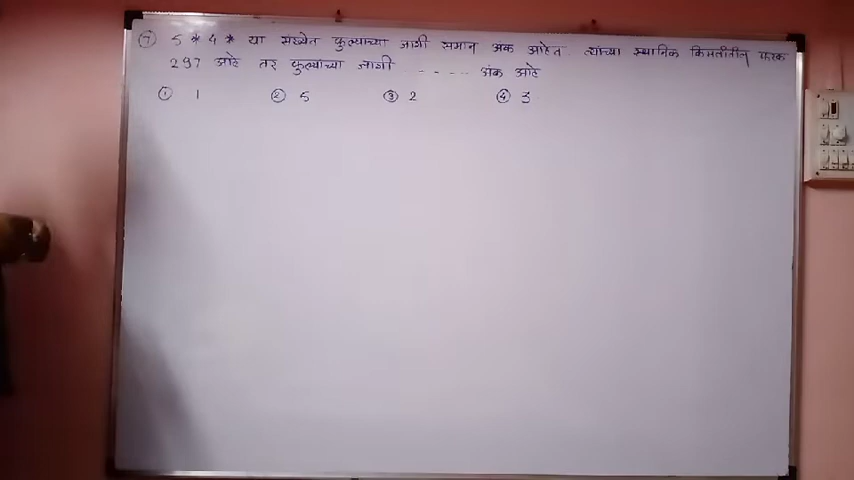 (7) 5 * 4 * या संख्येत फुल्याच्या जागी समान अंक आहेत. त्यांच्या स्थानिक किमतीतील फरक
297 आहे तर फुल्यांच्या जागी ------ अंक आहे
(1) 1 (2) 5 (3) 2 (4) 3